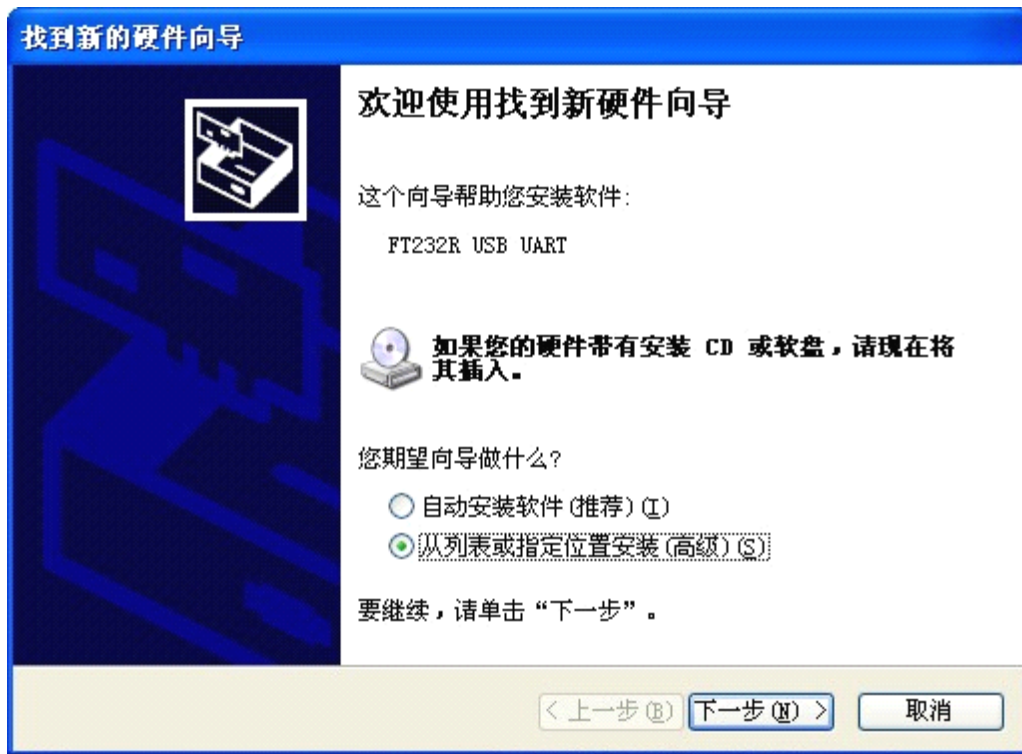 找到新的硬件向导
欢迎使用找到新硬件向导
这个向导帮助您安装软件:
FT232R USB UART
如果您的硬件带有安装 CD 或软盘，请现在将
其插入。
您期望向导做什么?
自动安装软件(推荐)(I)
从列表或指定位置安装(高级)(S)
要继续，请单击“下一步”。
< 上一步(B) 下一步(N) > 取消